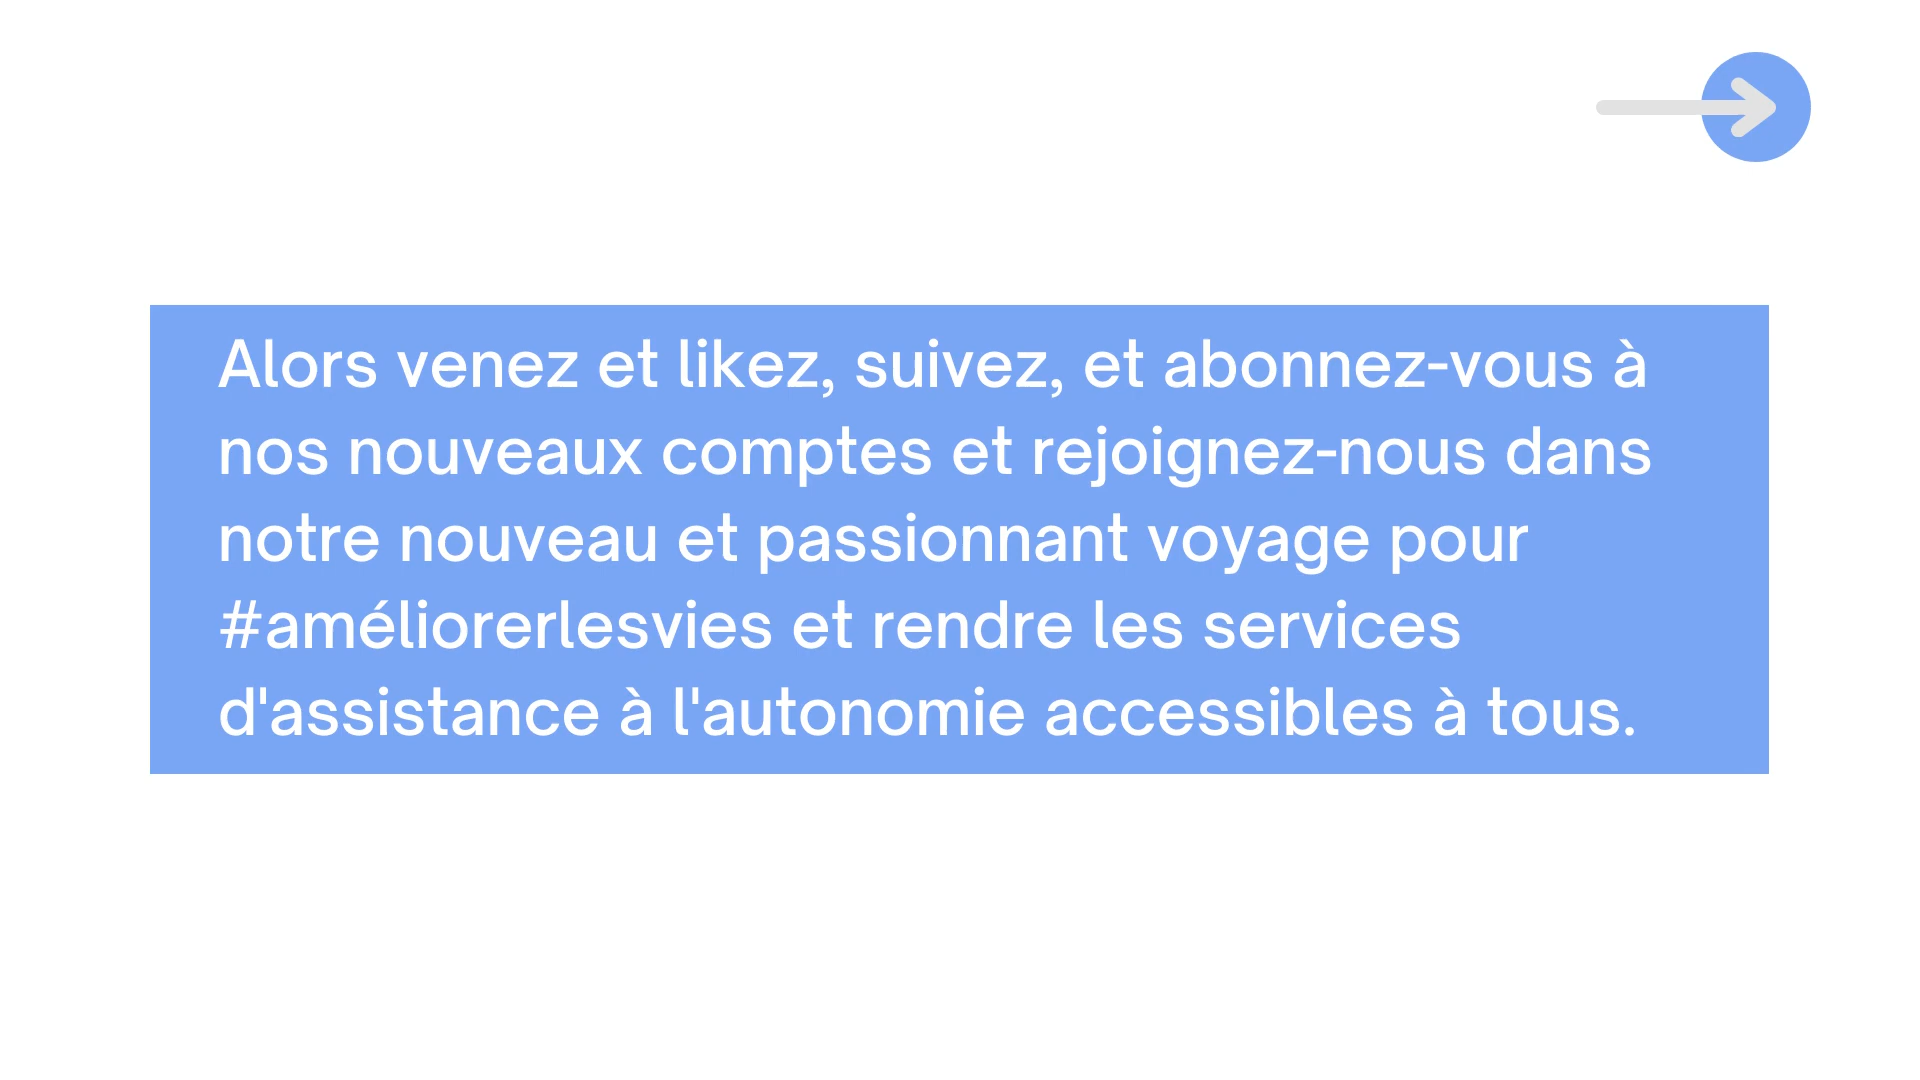 Alors venez et likez, suivez, et abonnez-vous à
nos nouveaux comptes et rejoignez-nous dans
notre nouveau et passionnant voyage pour
#améliorerlesvies et rendre les services
d'assistance à l'autonomie accessibles à tous.